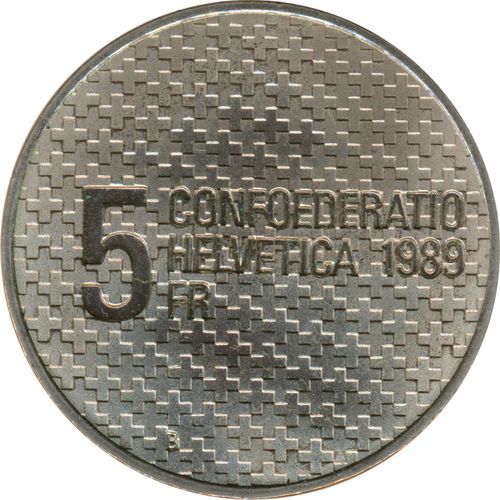 5 CONFOEDERATIO
HELVETICA 1989
FR
B